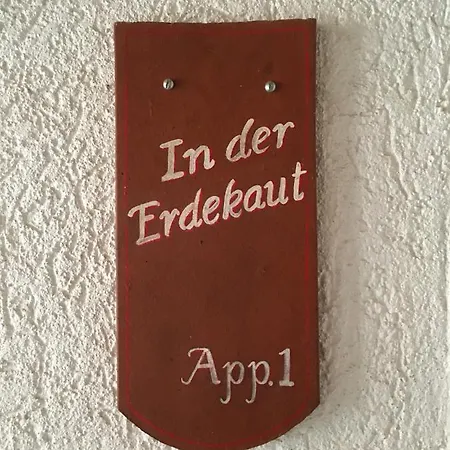 In der
Erdekaut
App.1